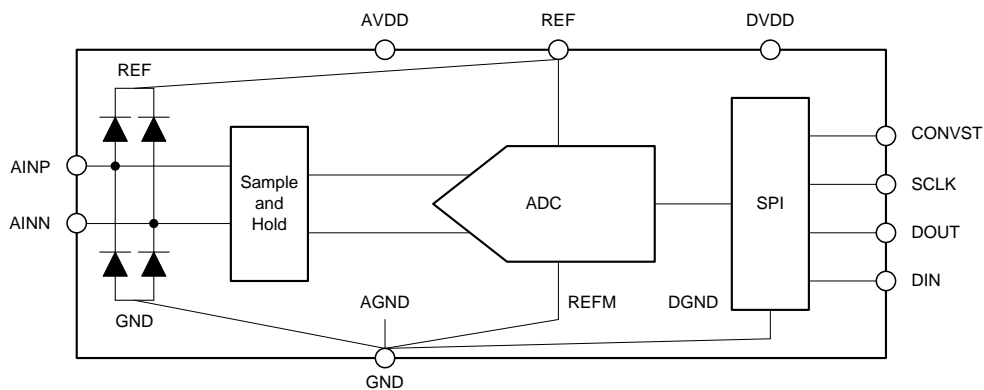 AVDD
REF
DVDD
REF
AINP
AINN
Sample
and
Hold
ADC
SPI
CONVST
SCLK
DOUT
DIN
GND
AGND
REFM
DGND
GND